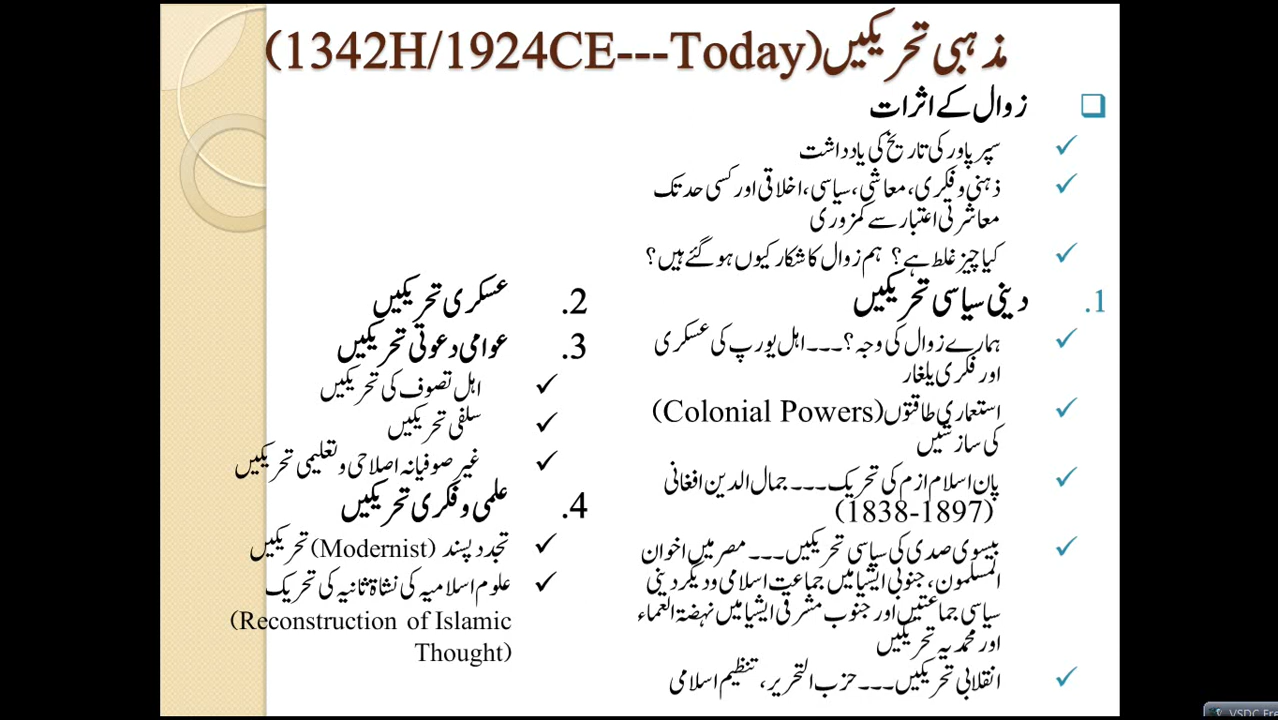 مذہبی تحریکیں(1342H/1924CE---Today)
زوال کے اثرات
سپر پاور کی تاریخ کی یادداشت
ذہنی و فکری، معاشی، سیاسی، اخلاقی اور کسی حد تک
معاشرتی اعتبار سے کمزوری
کیا چیز غلط ہے؟ ہم زوال کا شکار کیوں ہو گئے ہیں؟
1. دینی سیاسی تحریکیں
ہمارے زوال کی وجہ؟۔۔۔ اہل یورپ کی عسکری
اور فکری یلغار
استعماری طاقتوں(Colonial Powers)
کی سازشیں
پان اسلام ازم کی تحریک۔۔۔ جمال الدین افغانی
(1838-1897)
بیسوی صدی کی سیاسی تحریکیں۔۔۔ مصر میں اخوان
المسلمون، جنوبی ایشیا میں جماعت اسلامی و دیگر دینی
سیاسی جماعتیں اور جنوب مشرقی ایشیا میں نہضۃ العماء
اور محمدیہ تحریکیں
انقلابی تحریکیں۔۔۔ حزب التحریر، تنظیم اسلامی
2. عسکری تحریکیں
3. عوامی دعوتی تحریکیں
اہل تصوف کی تحریکیں
سلفی تحریکیں
غیر صوفیانہ اصلاحی و تعلیمی تحریکیں
4. علمی و فکری تحریکیں
تجدد پسند (Modernist) تحریکیں
علوم اسلامیہ کی نشاۃ ثانیہ کی تحریک
(Reconstruction of Islamic
Thought)
VSDC Fre